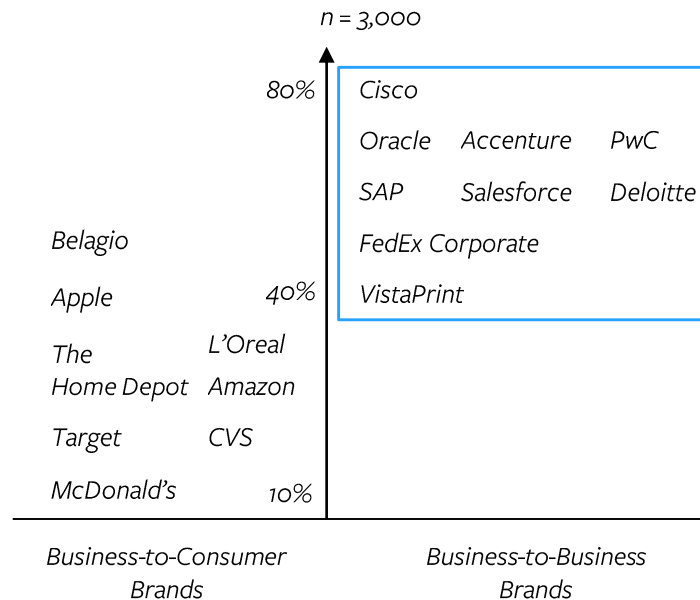 n = 3,000
80%
Cisco
Oracle Accenture PwC
SAP Salesforce Deloitte
Belagio
FedEx Corporate
Apple
40%
VistaPrint
The
Home Depot
L’Oreal
Amazon
Target CVS
McDonald’s
10%
Business-to-Consumer
Brands
Business-to-Business
Brands